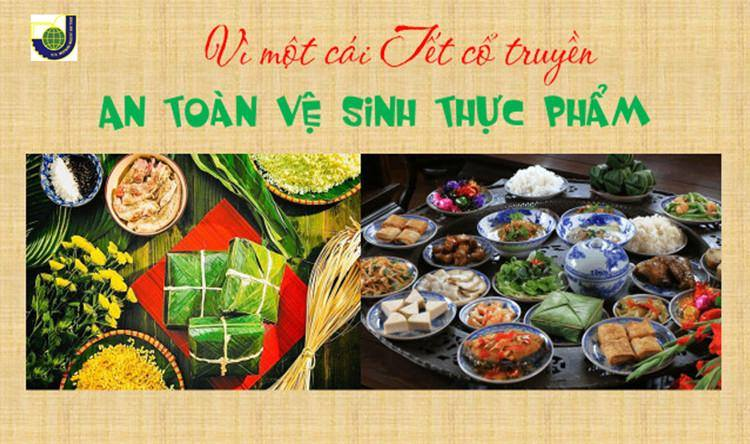 Vì một cái Tết cổ truyền
AN TOÀN VỆ SINH THỰC PHẨM